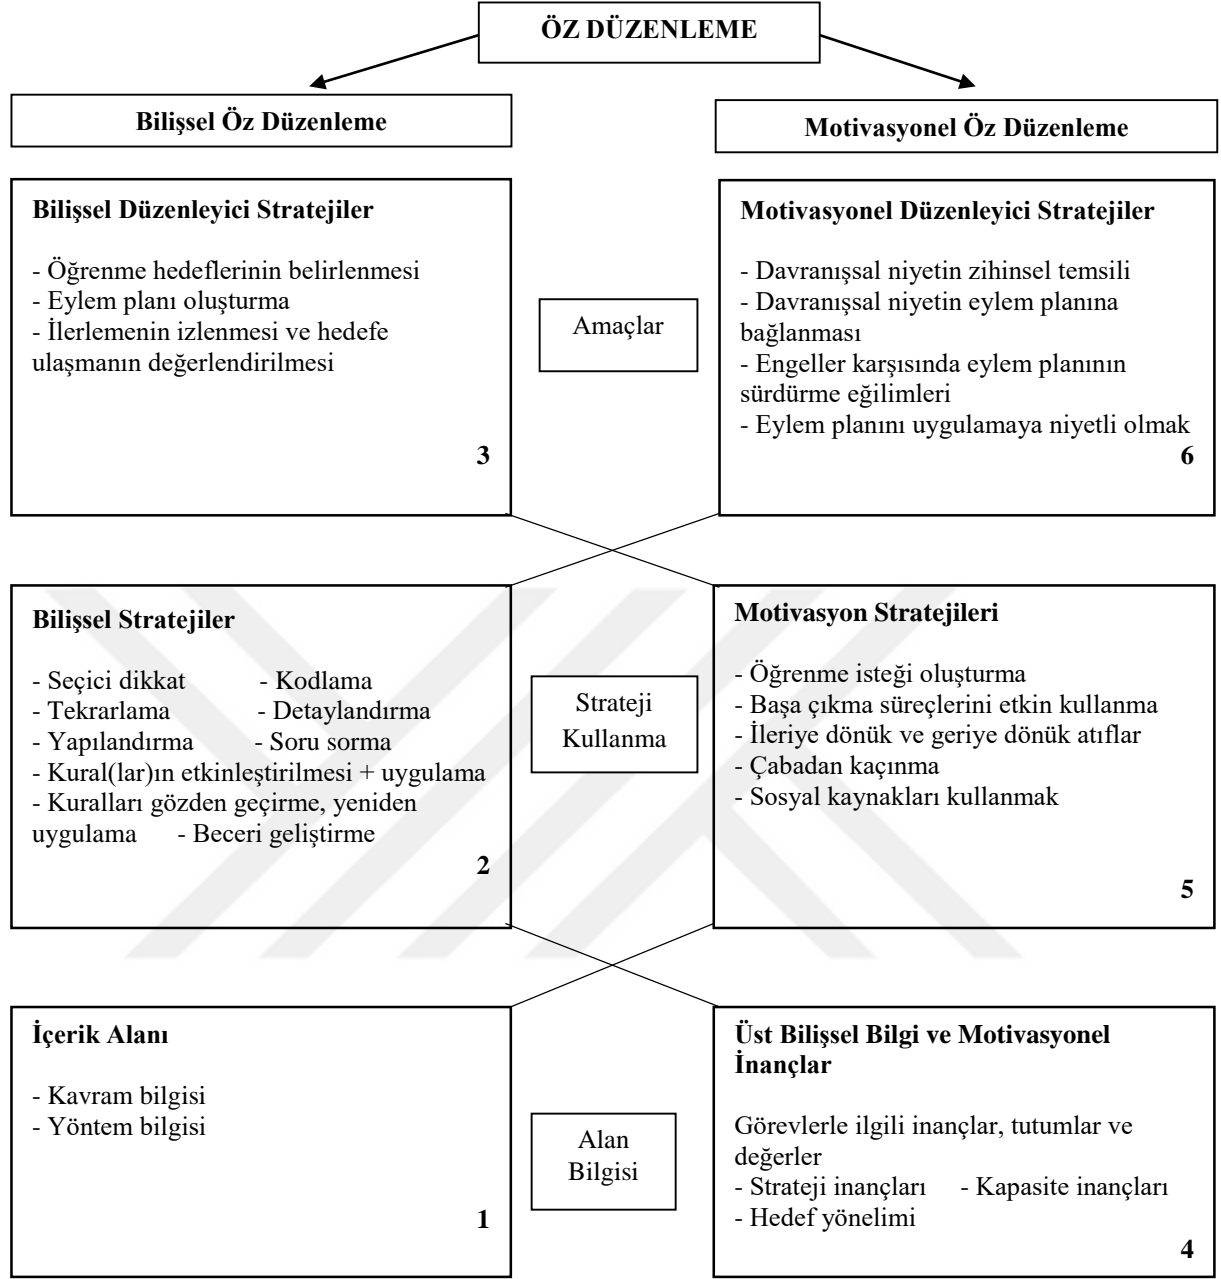 ÖZ DÜZENLEME
Bilişsel Öz Düzenleme
Motivasyonel Öz Düzenleme
Bilişsel Düzenleyici Stratejiler
- Öğrenme hedeflerinin belirlenmesi
- Eylem planı oluşturma
- İlerlemenin izlenmesi ve hedefe
ulaşmanın değerlendirilmesi
3
Amaçlar
Motivasyonel Düzenleyici Stratejiler
- Davranışsal niyetin zihinsel temsili
- Davranışsal niyetin eylem planına
bağlanması
- Engeller karşısında eylem planının
sürdürme eğilimleri
- Eylem planını uygulamaya niyetli olmak
6
Bilişsel Stratejiler
- Seçici dikkat - Kodlama
- Tekrarlama - Detaylandırma
- Yapılandırma - Soru sorma
- Kural(lar)ın etkinleştirilmesi + uygulama
- Kuralları gözden geçirme, yeniden
uygulama - Beceri geliştirme
2
Strateji
Kullanma
Motivasyon Stratejileri
- Öğrenme isteği oluşturma
- Başa çıkma süreçlerini etkin kullanma
- İleriye dönük ve geriye dönük atıflar
- Çabadan kaçınma
- Sosyal kaynakları kullanmak
5
İçerik Alanı
- Kavram bilgisi
- Yöntem bilgisi
1
Alan
Bilgisi
Üst Bilişsel Bilgi ve Motivasyonel
İnançlar
Görevlerle ilgili inançlar, tutumlar ve
değerler
- Strateji inançları - Kapasite inançları
- Hedef yönelimi
4